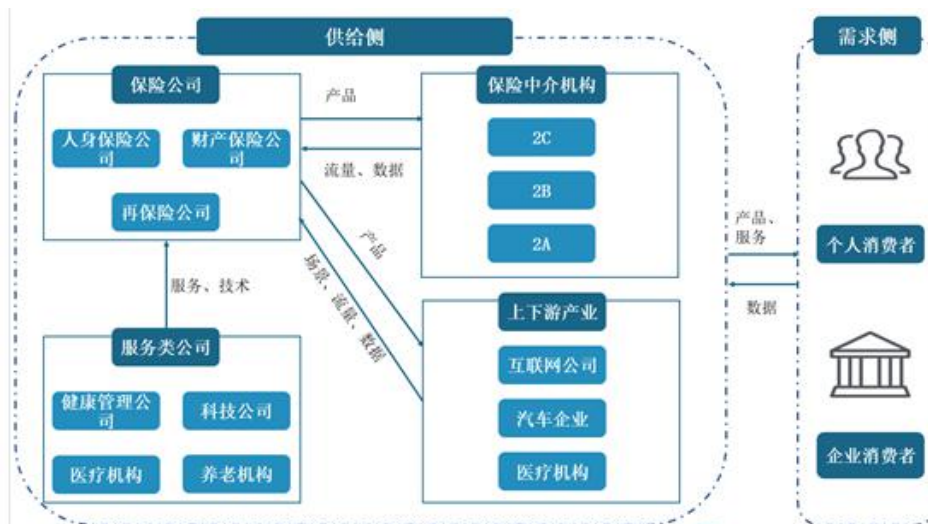 供给侧
需求侧
保险公司
人身保险公
司
财产保险公
司
再保险公司
产品
流量、数据
保险中介机构
2C
2B
2A
产品
场景、流量、数据
服务、技术
服务类公司
健康管理公
司
科技公司
医疗机构
养老机构
上下游产业
互联网公司
汽车企业
医疗机构
产品、
服务
数据
个人消费者
企业消费者